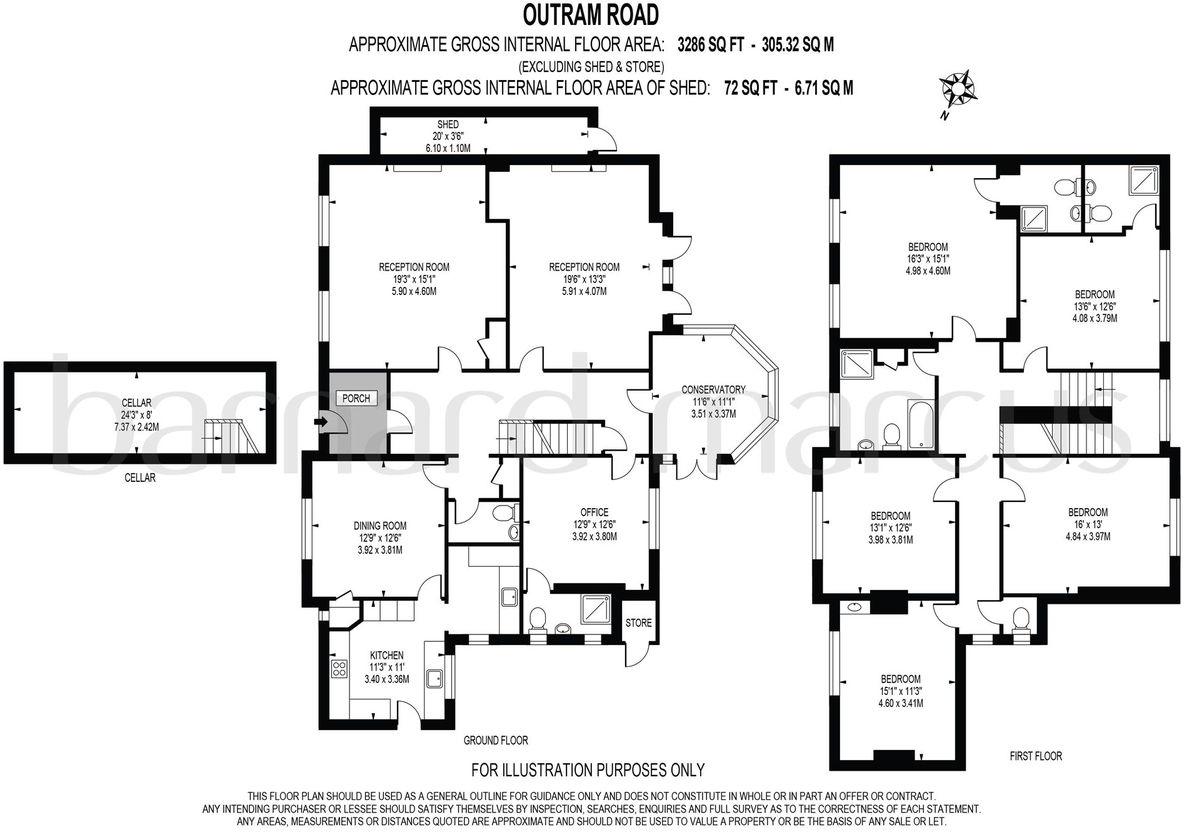 OUTRAM ROAD
APPROXIMATE GROSS INTERNAL FLOOR AREA: 3286 SQ FT - 305.32 SQ M
(EXCLUDING SHED & STORE)
APPROXIMATE GROSS INTERNAL FLOOR AREA OF SHED: 72 SQ FT - 6.71 SQ M
N
SHED
20' x 3'6"
6.10 x 1.10M
RECEPTION ROOM
19'3" x 15'1"
5.90 x 4.60M
RECEPTION ROOM
19'6" x 13'3"
5.91 x 4.07M
BEDROOM
16'3" x 15'1"
4.98 x 4.60M
BEDROOM
13'6" x 12'6"
4.08 x 3.79M
CELLAR
24'3" x 8'
7.37 x 2.42M
CELLAR
PORCH
CONSERVATORY
11'6" x 11'1"
3.51 x 3.37M
barnard marcus
DINING ROOM
12'9" x 12'6"
3.92 x 3.81M
OFFICE
12'9" x 12'6"
3.92 x 3.80M
BEDROOM
13'1" x 12'6"
3.98 x 3.81M
BEDROOM
16' x 13'
4.84 x 3.97M
STORE
KITCHEN
11'3" x 11'
3.40 x 3.36M
BEDROOM
15'1" x 11'3"
4.60 x 3.41M
GROUND FLOOR
FIRST FLOOR
FOR ILLUSTRATION PURPOSES ONLY
THIS FLOOR PLAN SHOULD BE USED AS A GENERAL OUTLINE FOR GUIDANCE ONLY AND DOES NOT CONSTITUTE IN WHOLE OR IN PART AN OFFER OR CONTRACT.
ANY INTENDING PURCHASER OR LESSEE SHOULD SATISFY THEMSELVES BY INSPECTION, SEARCHES, ENQUIRIES AND FULL SURVEY AS TO THE CORRECTNESS OF EACH STATEMENT.
ANY AREAS, MEASUREMENTS OR DISTANCES QUOTED ARE APPROXIMATE AND SHOULD NOT BE USED TO VALUE A PROPERTY OR BE THE BASIS OF ANY SALE OR LET.